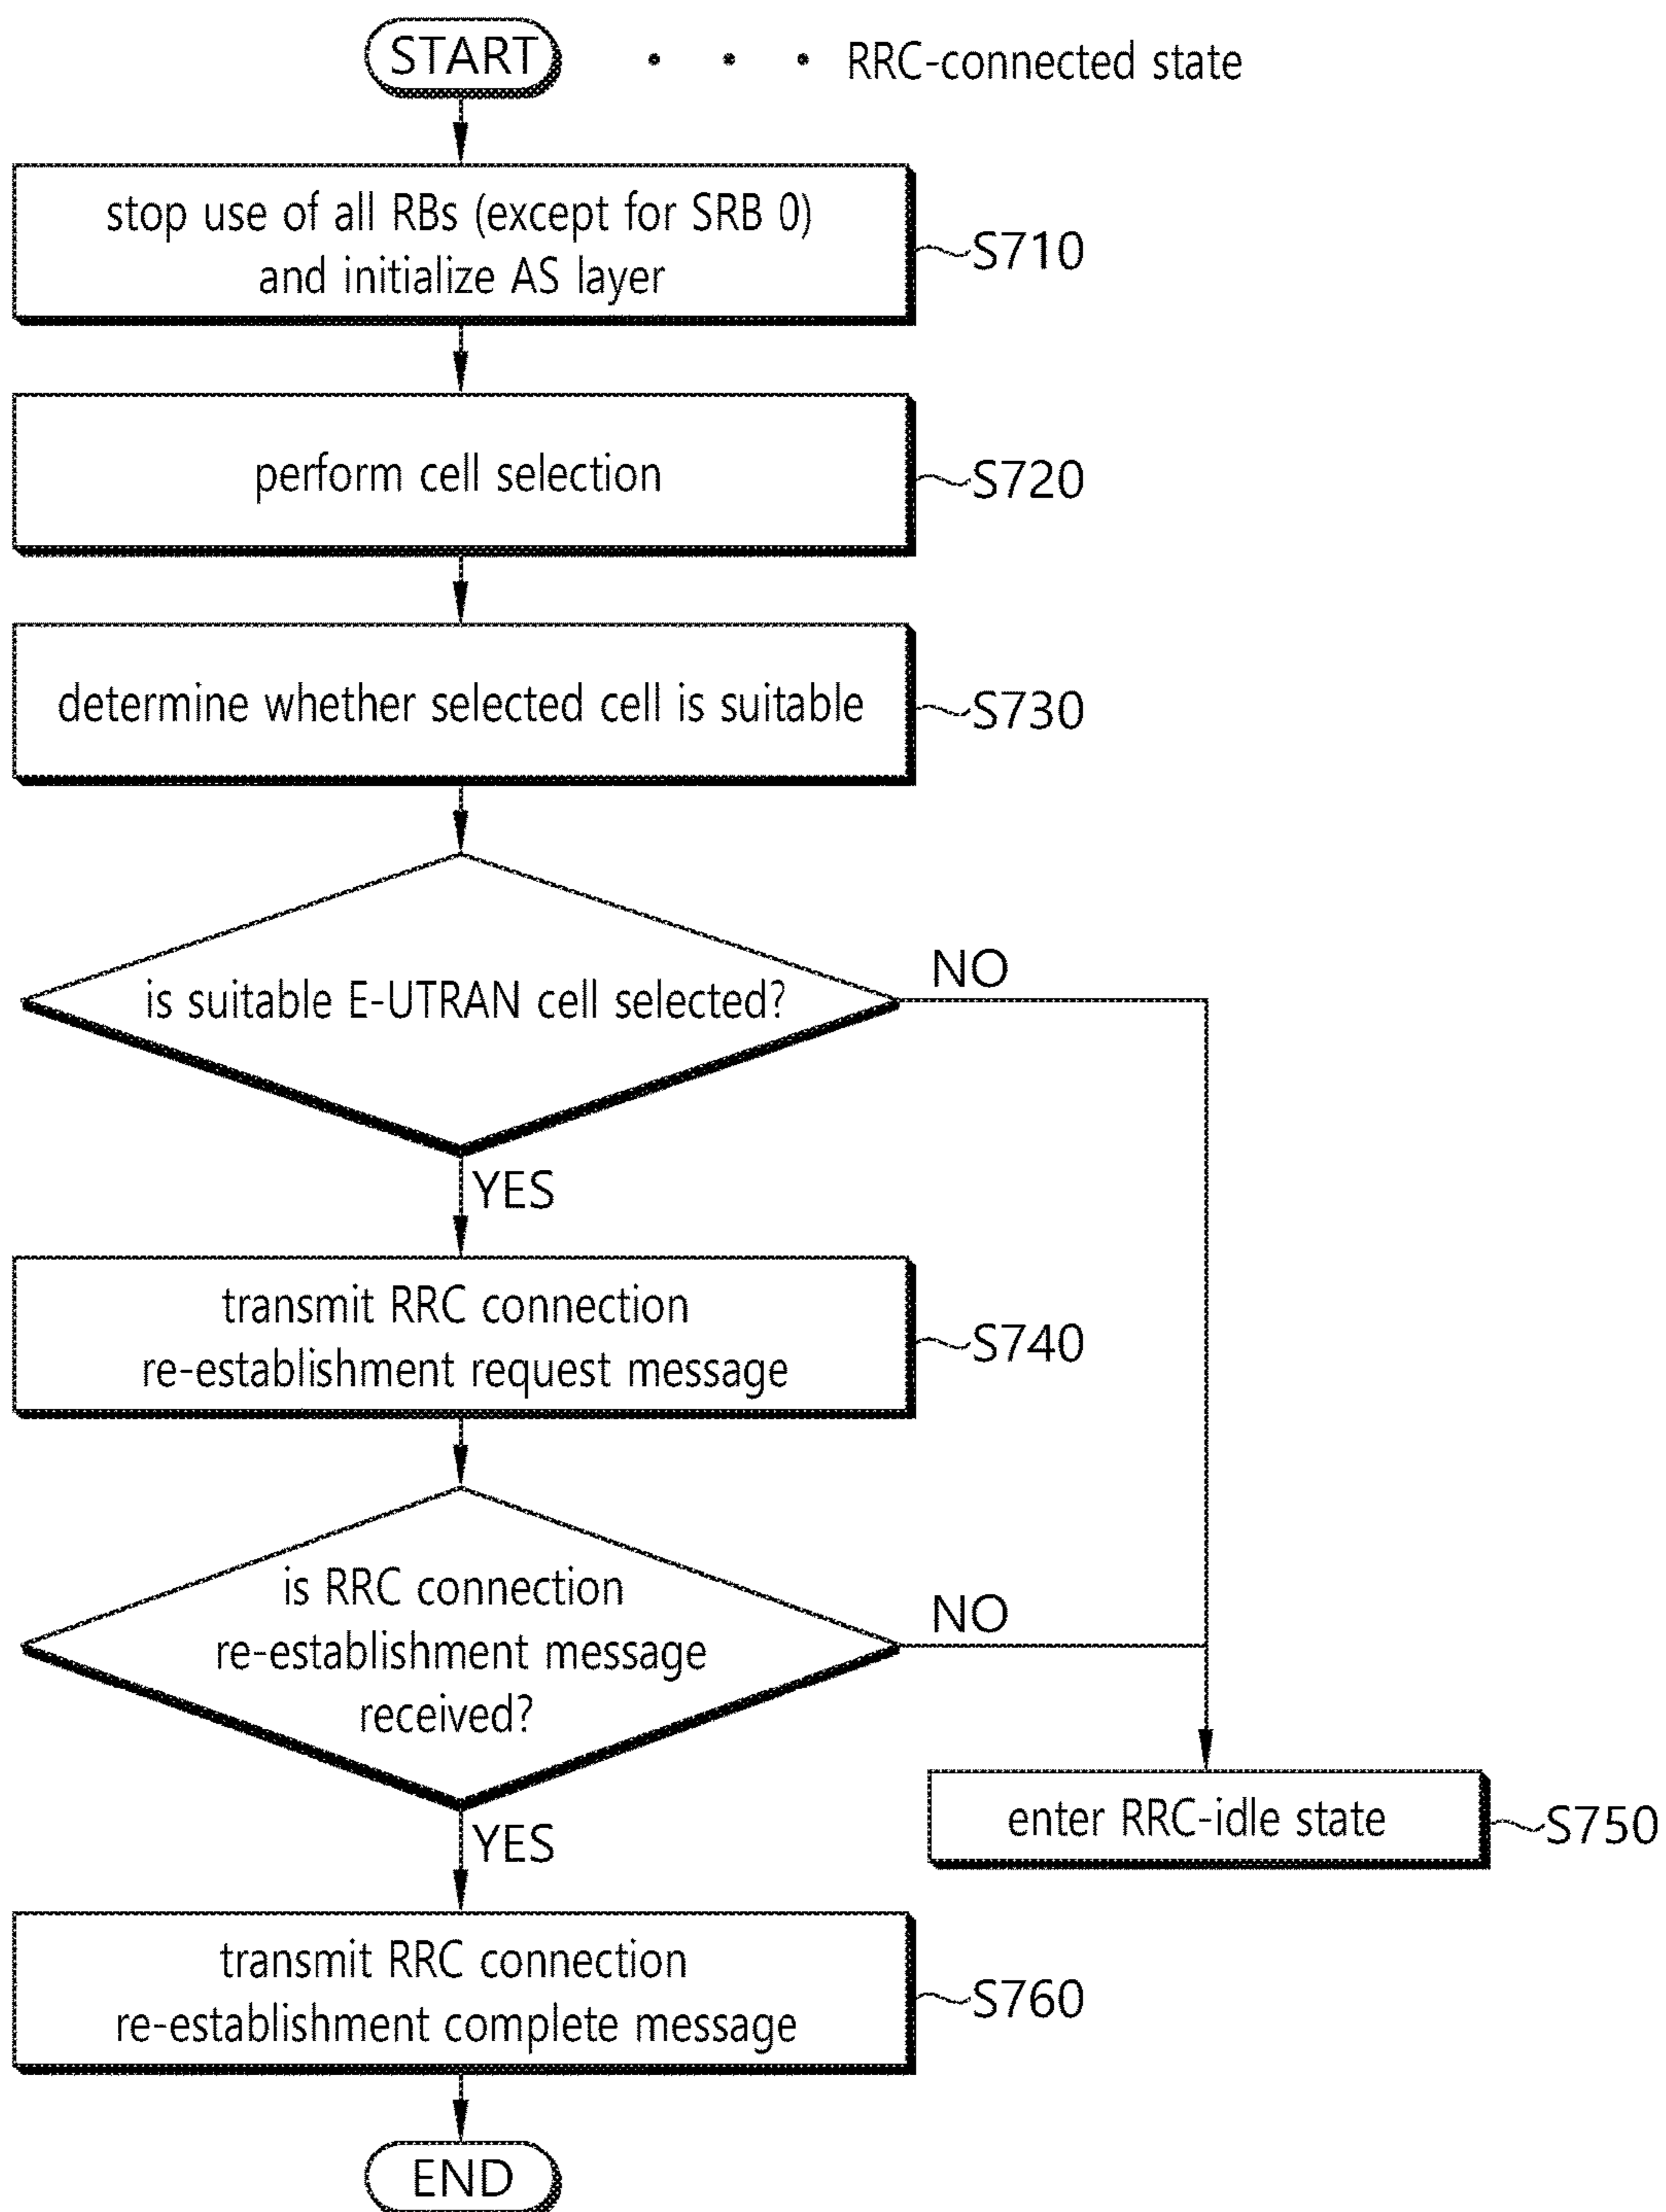 START
• • • RRC-connected state
stop use of all RBs (except for SRB 0)
and initialize AS layer
S710
perform cell selection
S720
determine whether selected cell is suitable
S730
is suitable E-UTRAN cell selected?
NO
YES
transmit RRC connection
re-establishment request message
S740
is RRC connection
re-establishment message
received?
NO
YES
enter RRC-idle state
S750
transmit RRC connection
re-establishment complete message
S760
END